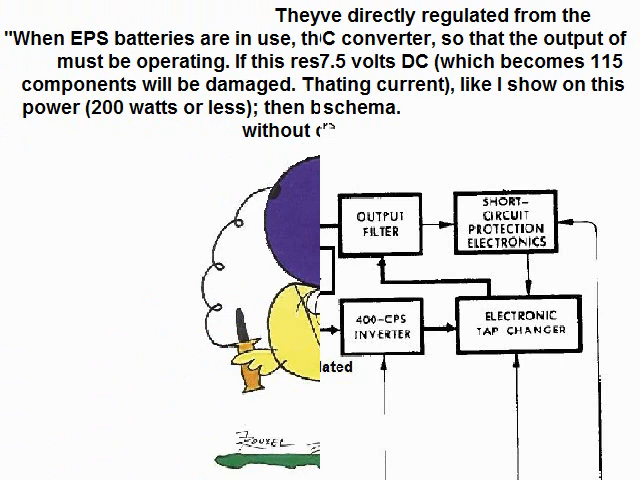 Theyve directly regulated from the
"When EPS batteries are in use, thC converter, so that the output of
must be operating. If this res7.5 volts DC (which becomes 115
components will be damaged. Thating current), like I show on this
power (200 watts or less); then bschema.
without
OUTPUT
FILTER
SHORT-
CIRCUIT
PROTECTION
ELECTRONICS
400-CPS
INVERTER
ELECTRONIC
TAP CHANGER
lated